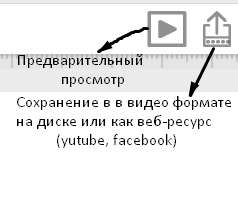 Предварительный
просмотр
Сохранение в в видео формате
на диске или как веб-ресурс
(yutube, facebook)